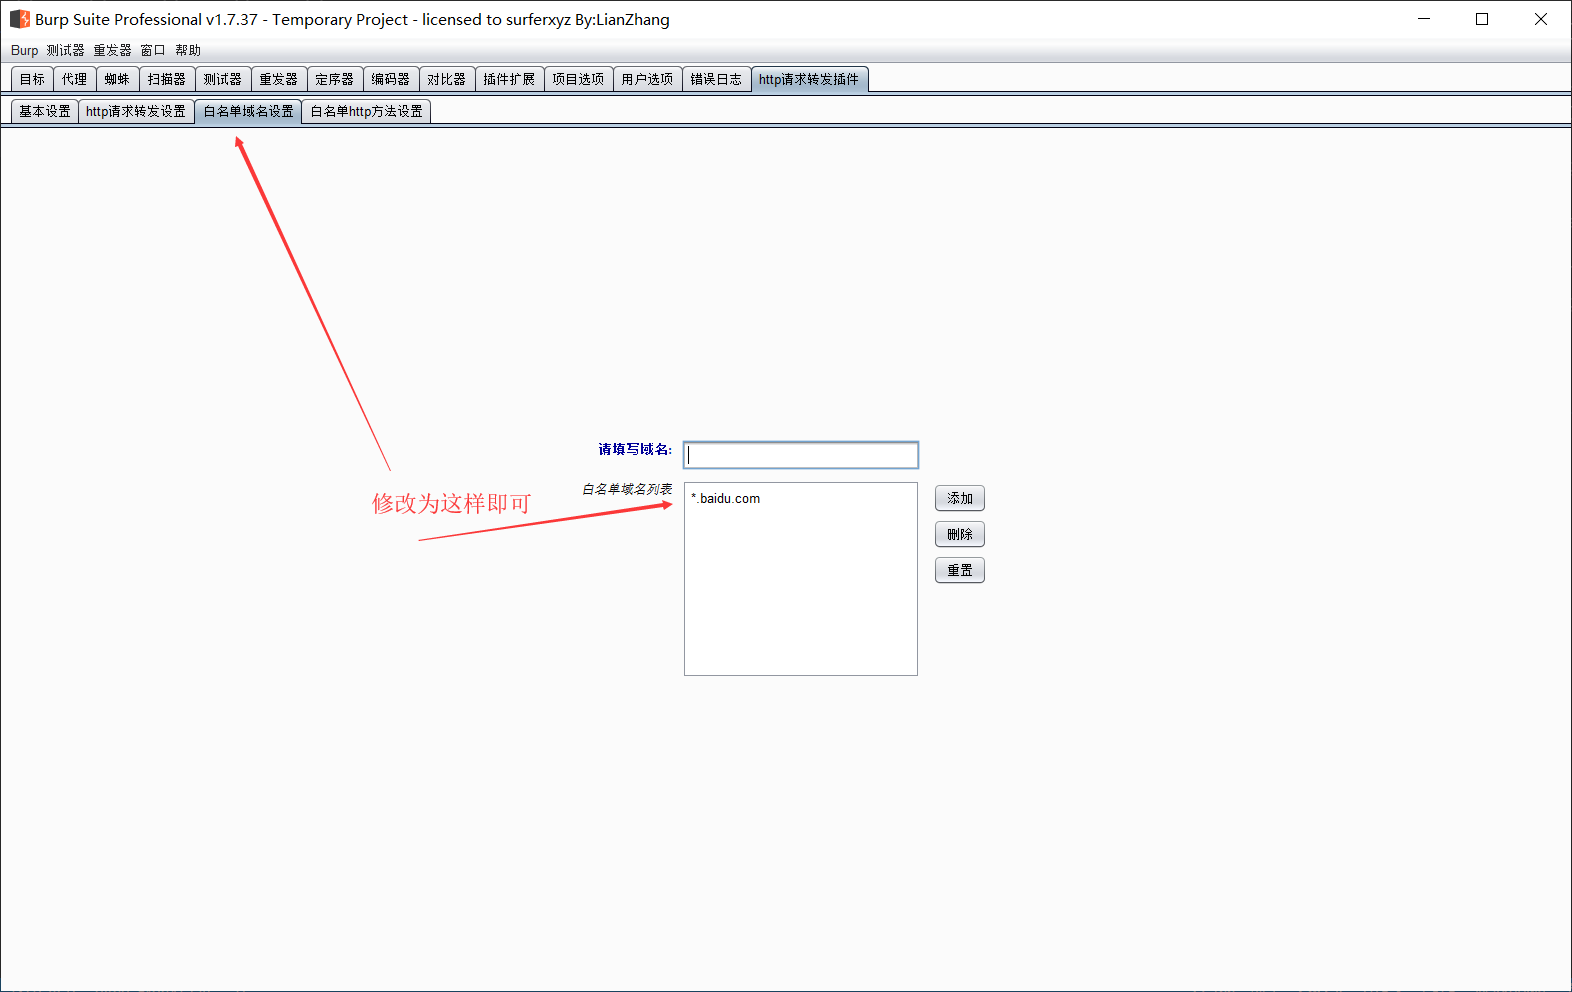 Burp Suite Professional v1.7.37 - Temporary Project - licensed to surferxyz By:LianZhang
Burp 测试器 重发器 窗口 帮助
目标 代理 蜘蛛 扫描器 测试器 重发器 定序器 编码器 对比器 插件扩展 项目选项 用户选项 错误日志 http请求转发插件
基本设置 http请求转发设置 白名单域名设置 白名单http方法设置
请填写域名:
白名单域名列表
*.baidu.com
添加
修改为这样即可
删除
重置